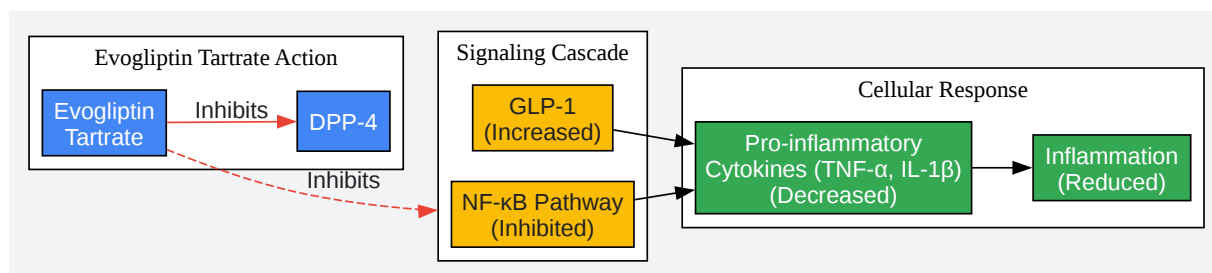 Evogliptin Tartrate Action
Evogliptin
Tartrate
Inhibits
DPP-4
Inhibits
Signaling Cascade
GLP-1
(Increased)
NF-κB Pathway
(Inhibited)
Cellular Response
Pro-inflammatory
Cytokines (TNF-α, IL-1β)
(Decreased)
Inflammation
(Reduced)